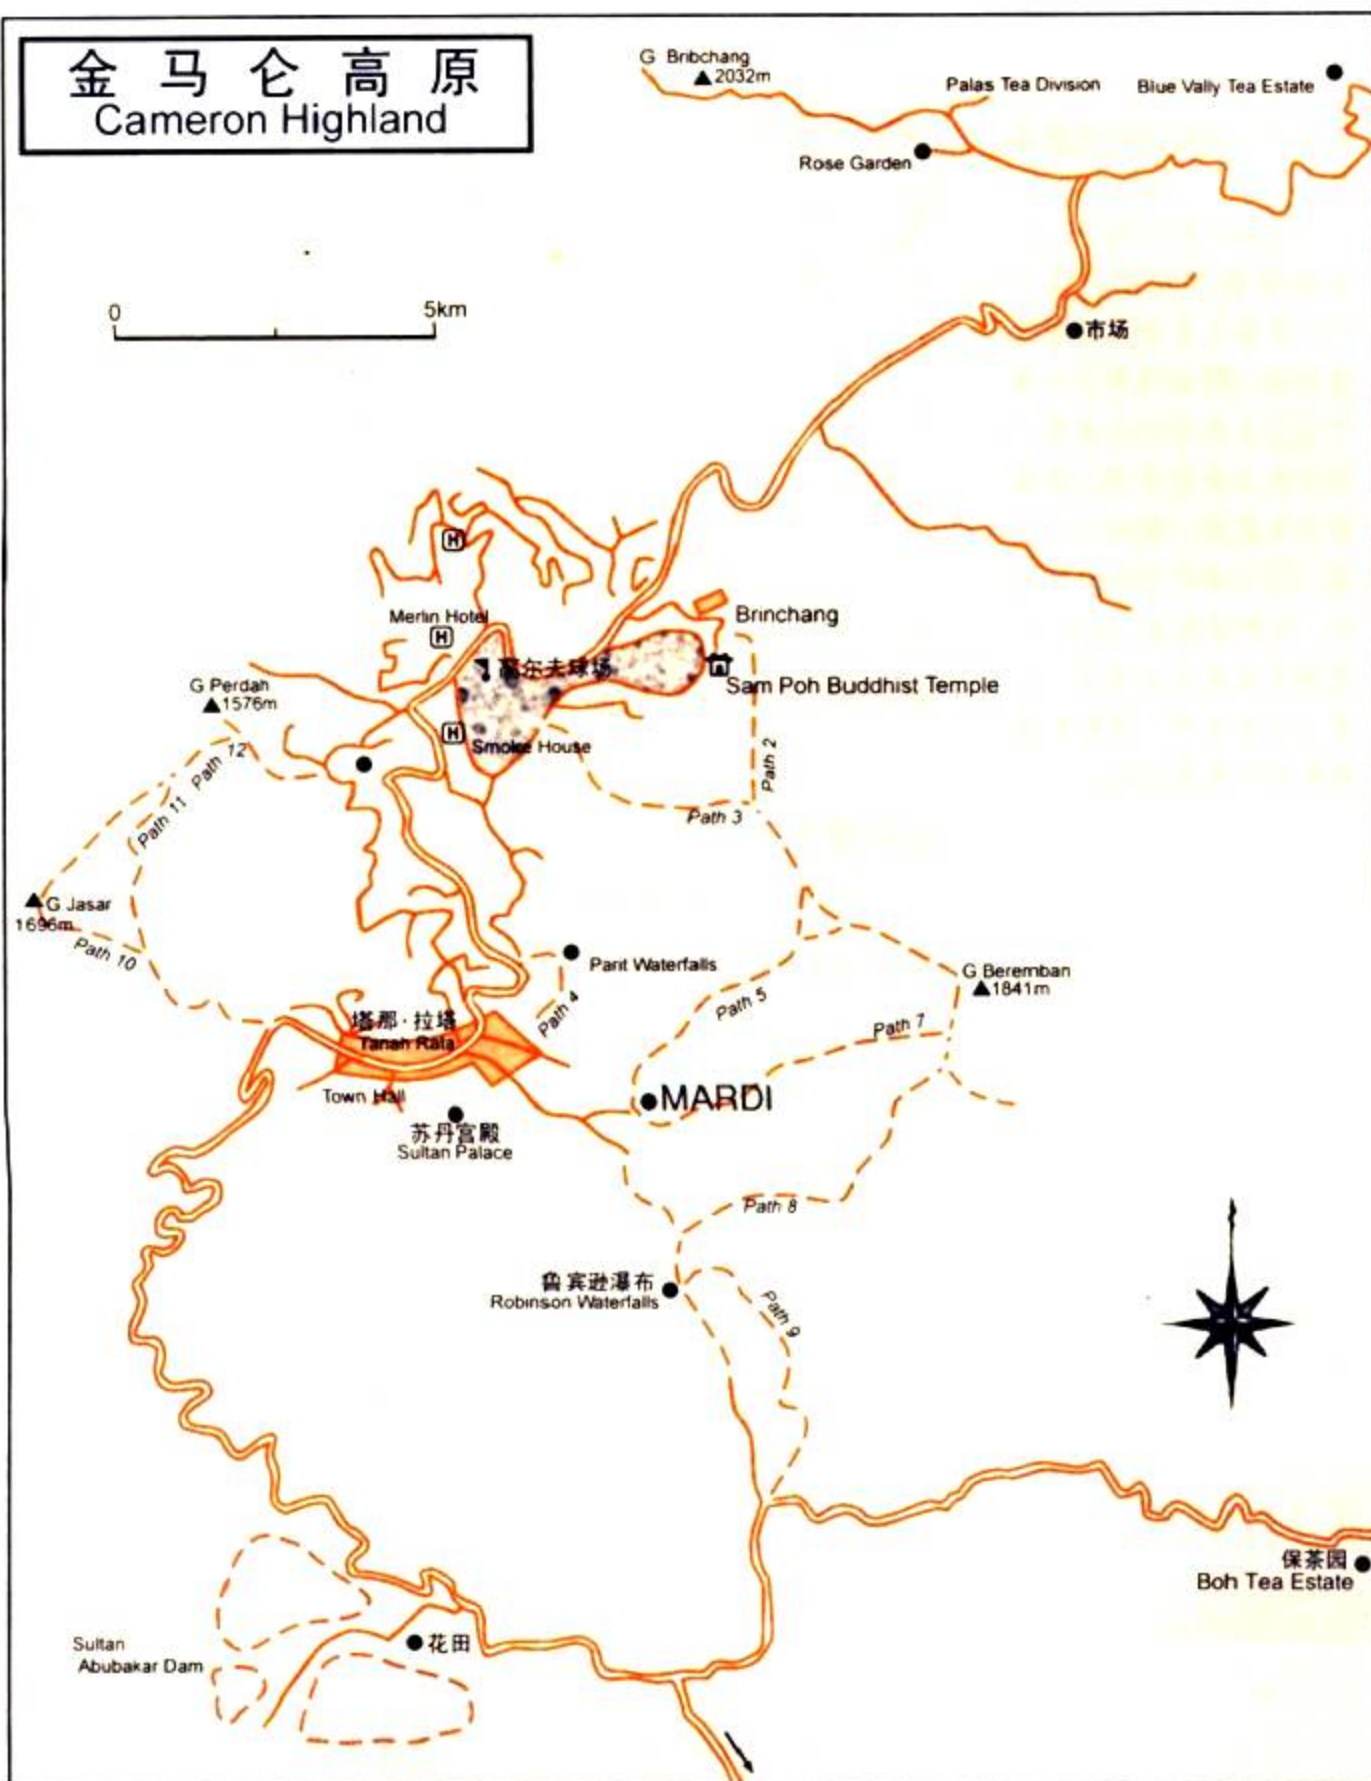 金马仑高原
Cameron Highland
G Bribchang
2032m
Palas Tea Division
Blue Vally Tea Estate
Rose Garden
0
5km
市场
H
Merlin Hotel
H
高尔夫球场
Brinchang
Sam Poh Buddhist Temple
G Perdah
1576m
H
Smoke House
Path 2
Path 12
Path 11
Path 3
G Jasar
1696m
Path 10
Parit Waterfalls
Path 4
Path 5
G Beremban
1841m
Path 7
塔那·拉塔
Tanah Rata
Town Hall
MARDI
苏丹宫殿
Sultan Palace
Path 8
鲁宾逊瀑布
Robinson Waterfalls
Path 9
保茶园
Boh Tea Estate
花田
Sultan
Abubakar Dam